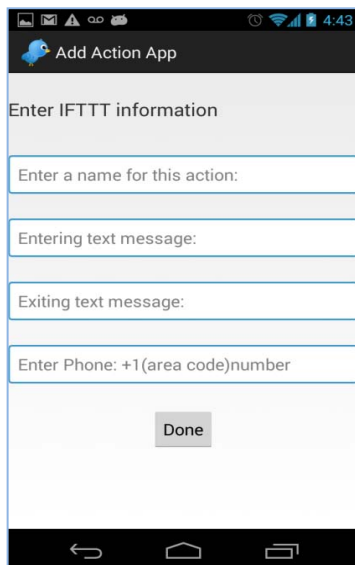 4:43
Add Action App
Enter IFTTT information
Enter a name for this action:
Entering text message:
Exiting text message:
Enter Phone: +1(area code)number
Done